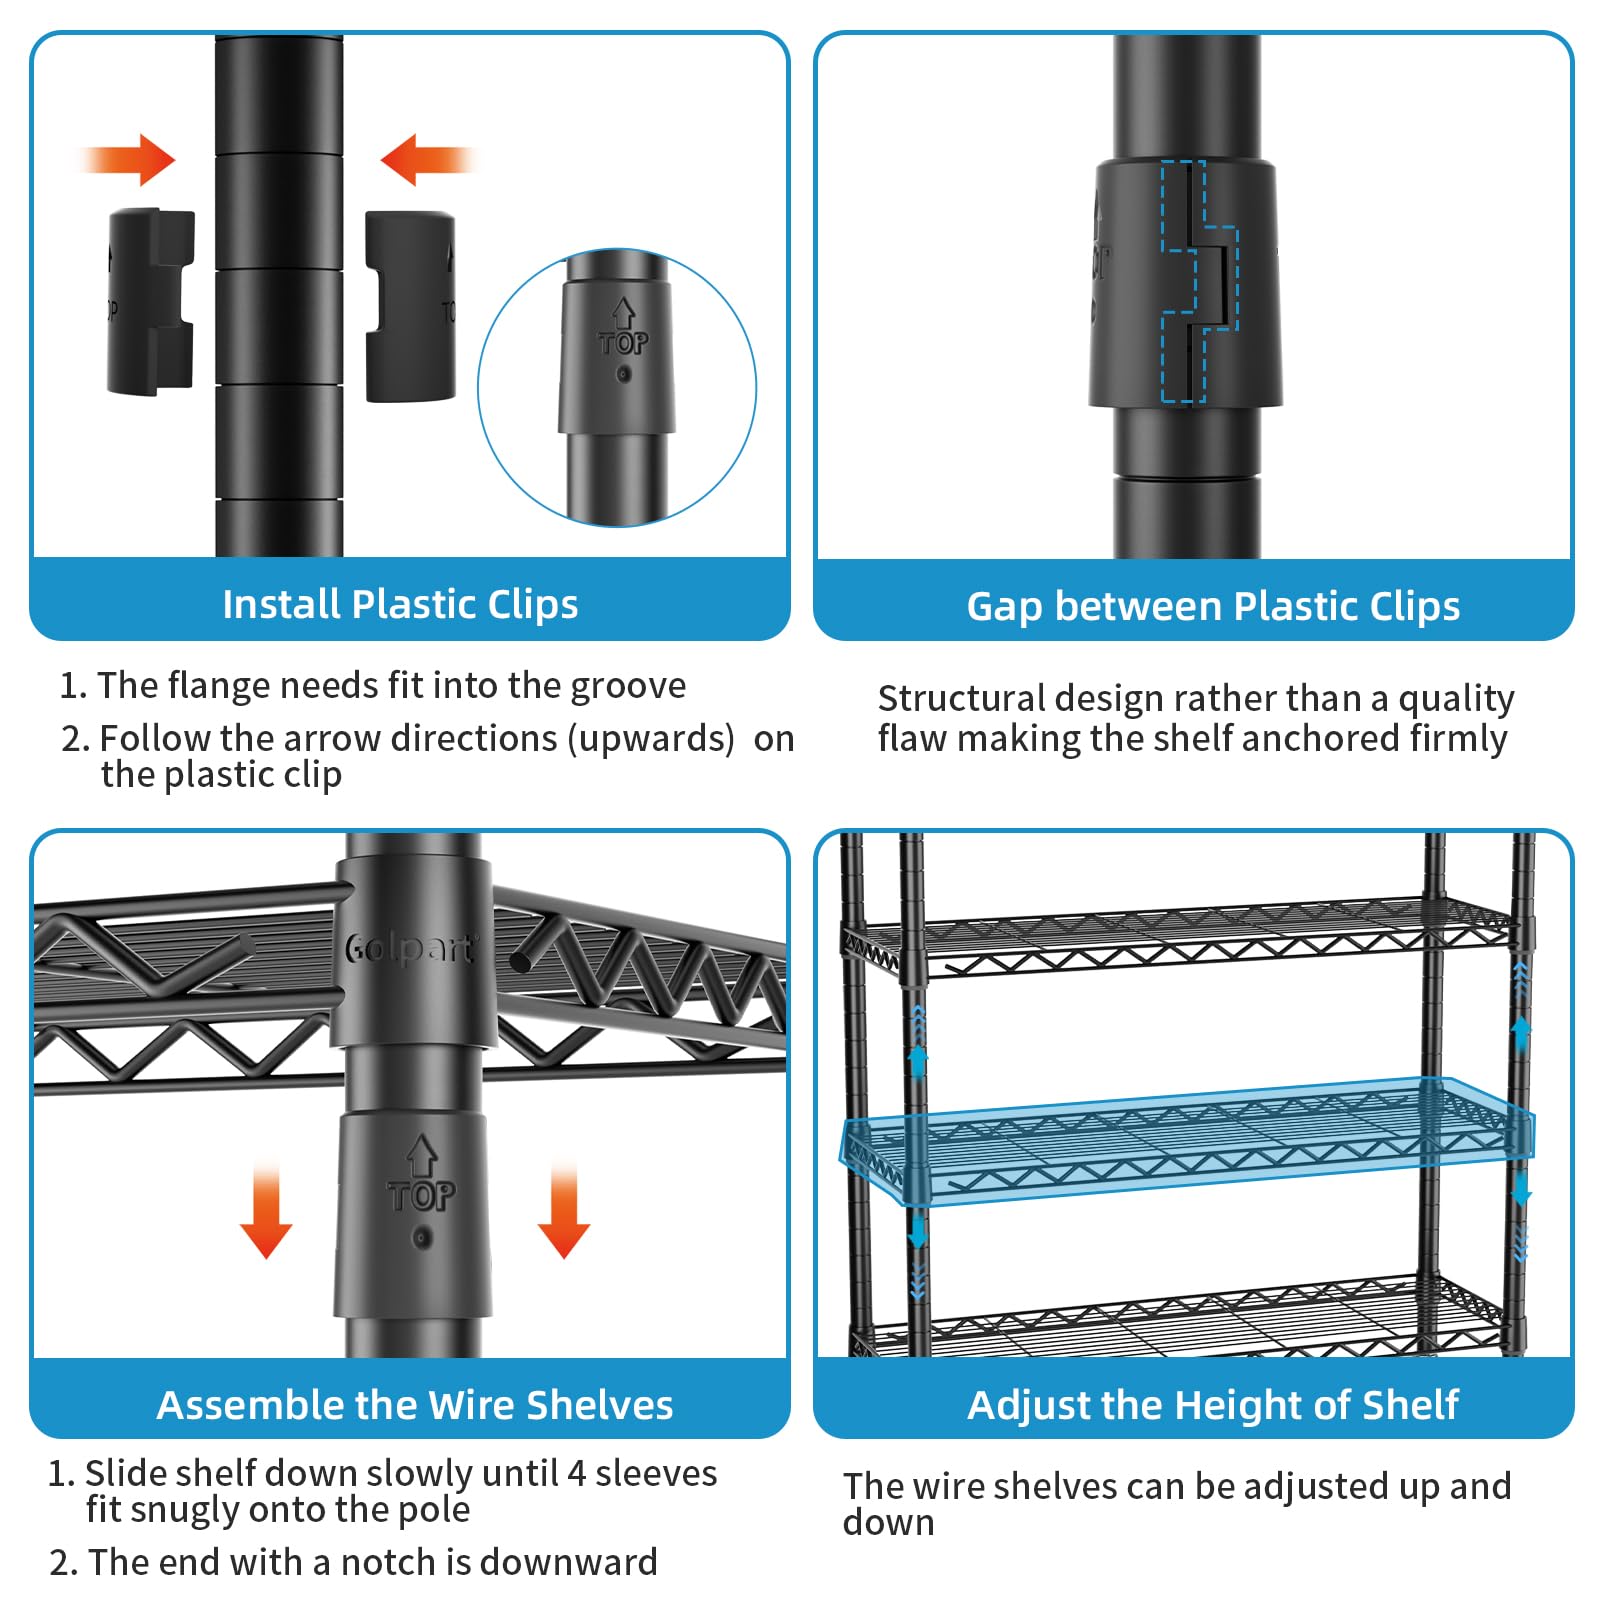 TOP
Install Plastic Clips
Gap between Plastic Clips
1. The flange needs fit into the groove
2. Follow the arrow directions (upwards) on
the plastic clip
Structural design rather than a quality
flaw making the shelf anchored firmly
Golpart
TOP
Assemble the Wire Shelves
Adjust the Height of Shelf
1. Slide shelf down slowly until 4 sleeves
fit snugly onto the pole
2. The end with a notch is downward
The wire shelves can be adjusted up and
down